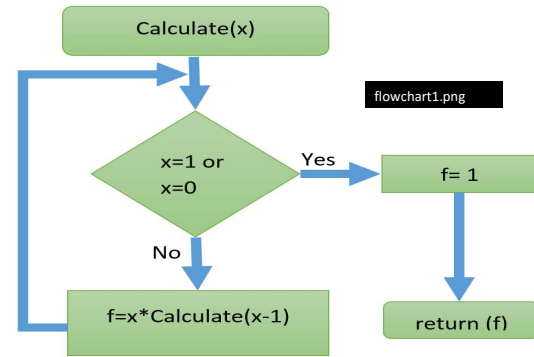 Calculate(x)
flowchart1.png
x=1 or
x=0
Yes
f= 1
No
f=x*Calculate(x-1)
return (f)